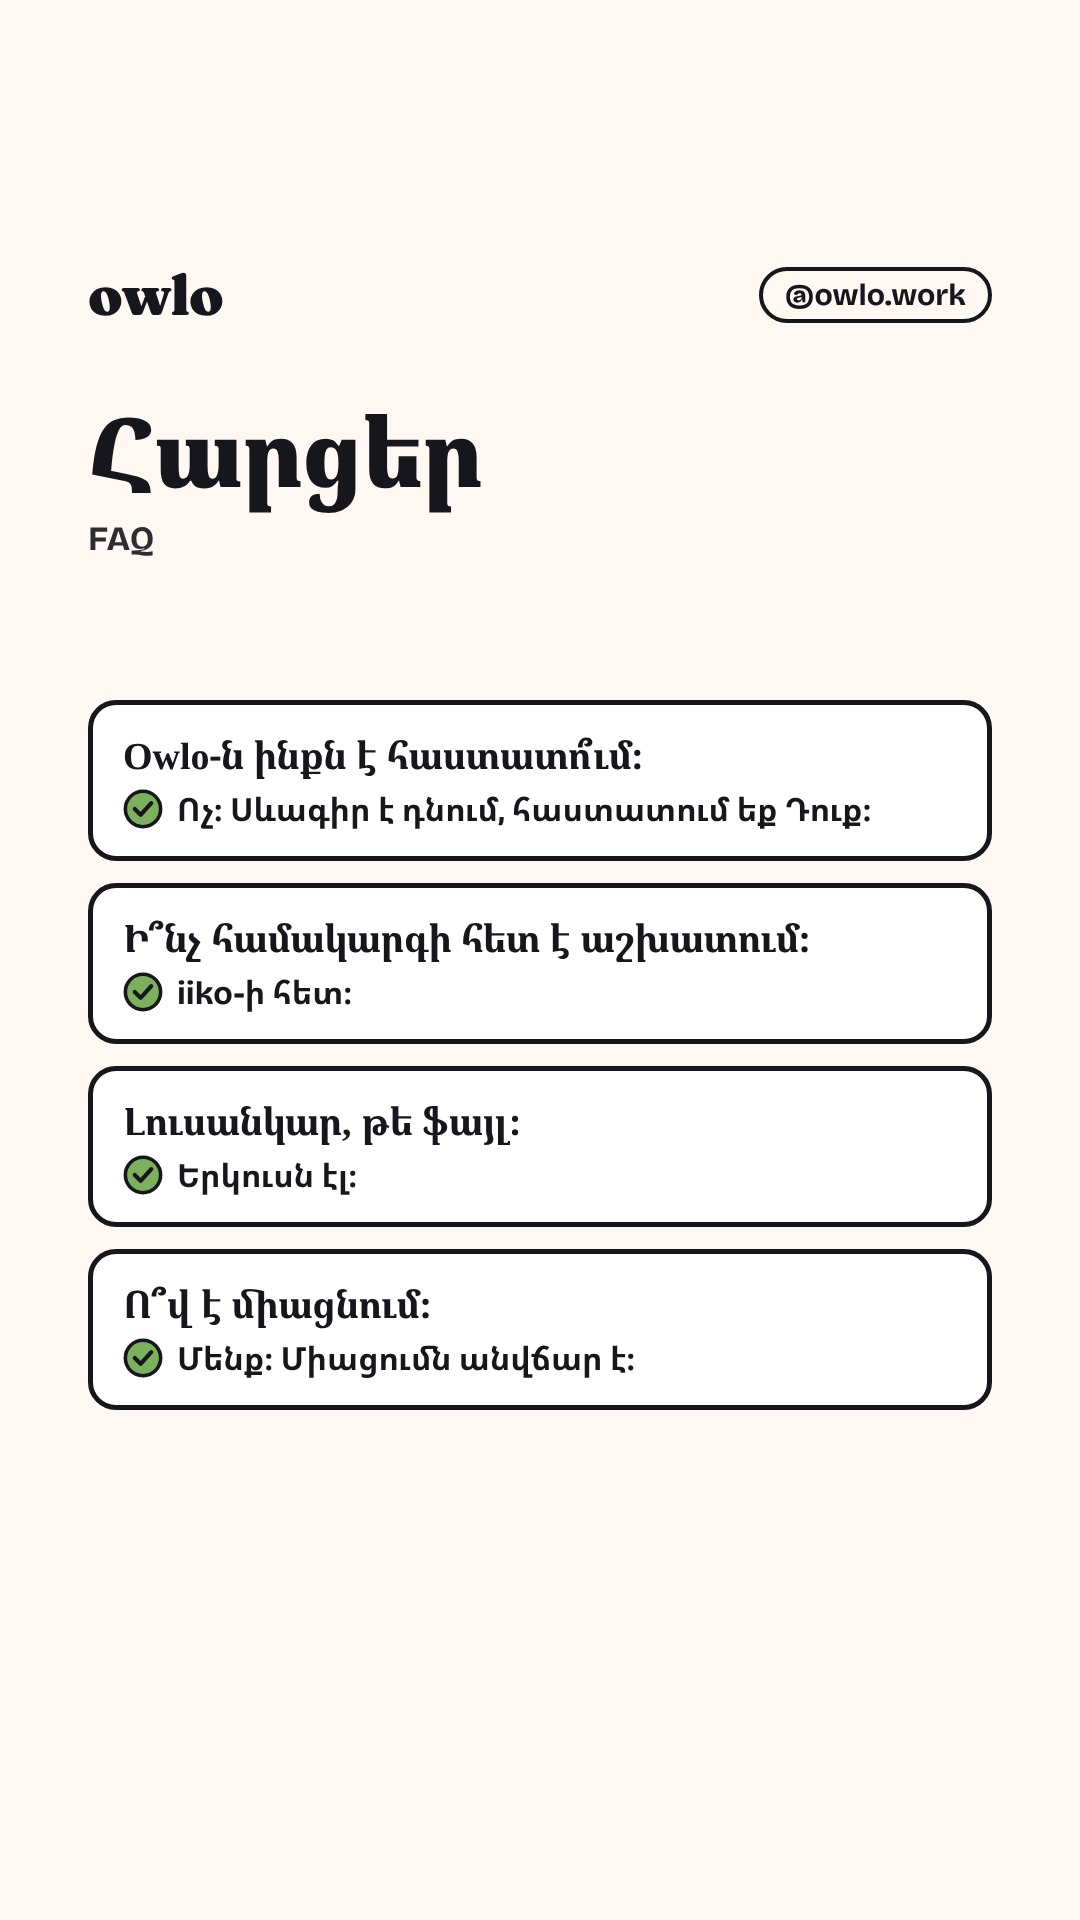 owlo
@owlo.work
Հարցեր
FAQ
Owlo-ն ինքն է հաստատո՞ւմ։
Ոչ։ Սևագիր է դնում, հաստատում եք Դուք։
Ի՞նչ համակարգի հետ է աշխատում։
iiko-ի հետ։
Լուսանկար, թե ֆայլ։
Երկուսն էլ։
Ո՞վ է միացնում։
Մենք։ Միացումն անվճար է։